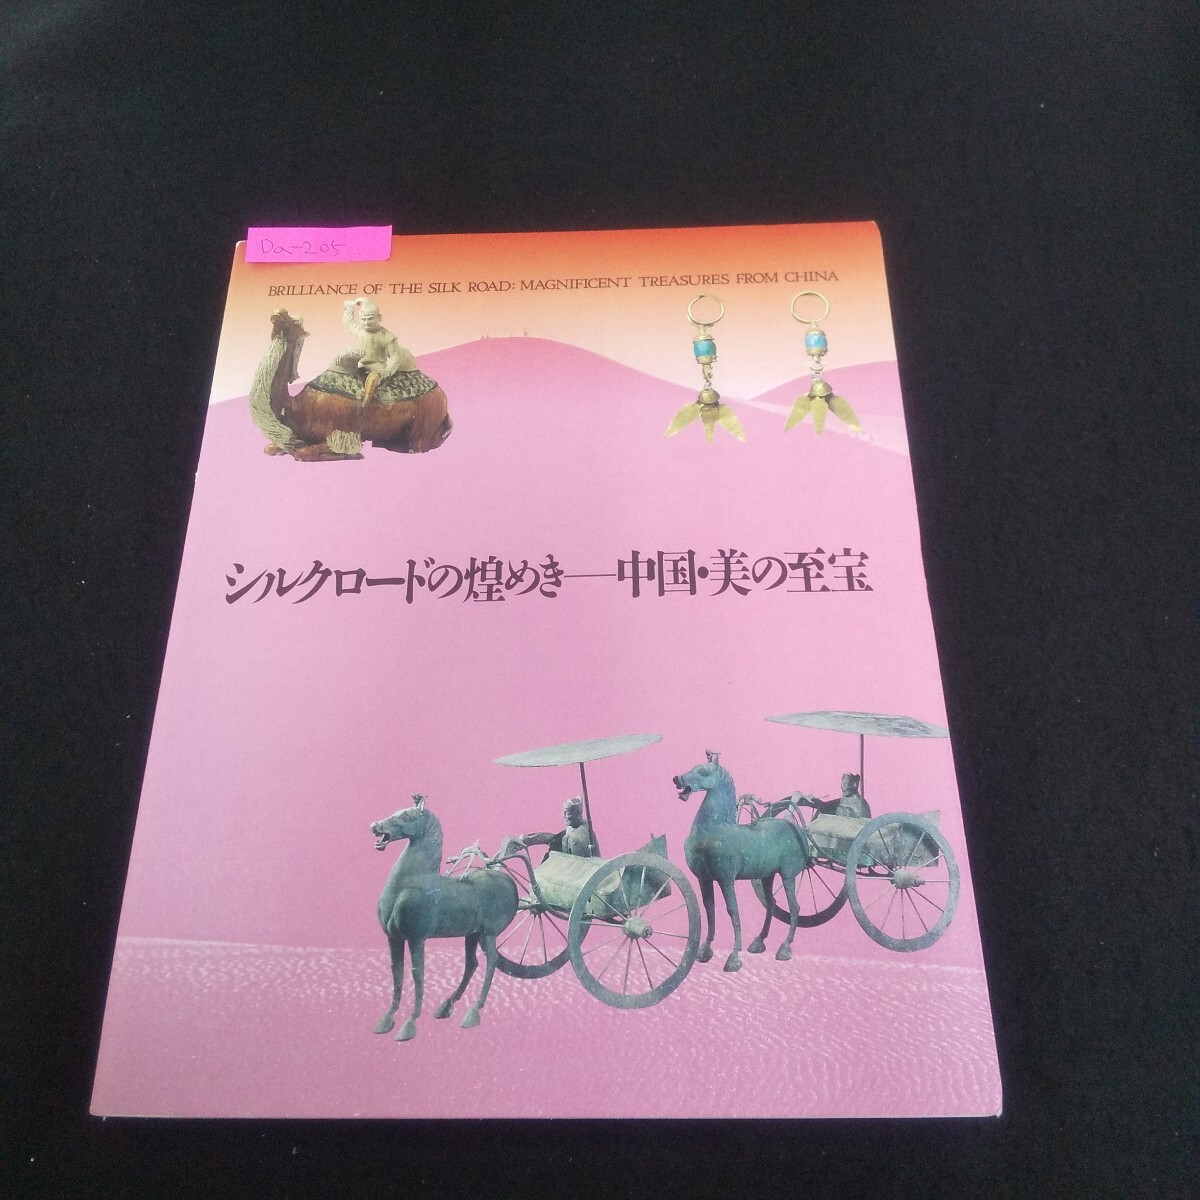 Da-205
BRILLIANCE OF THE SILK ROAD: MAGNIFICENT TREASURES FROM CHINA
シルクロードの煌めき—中国・美の至宝